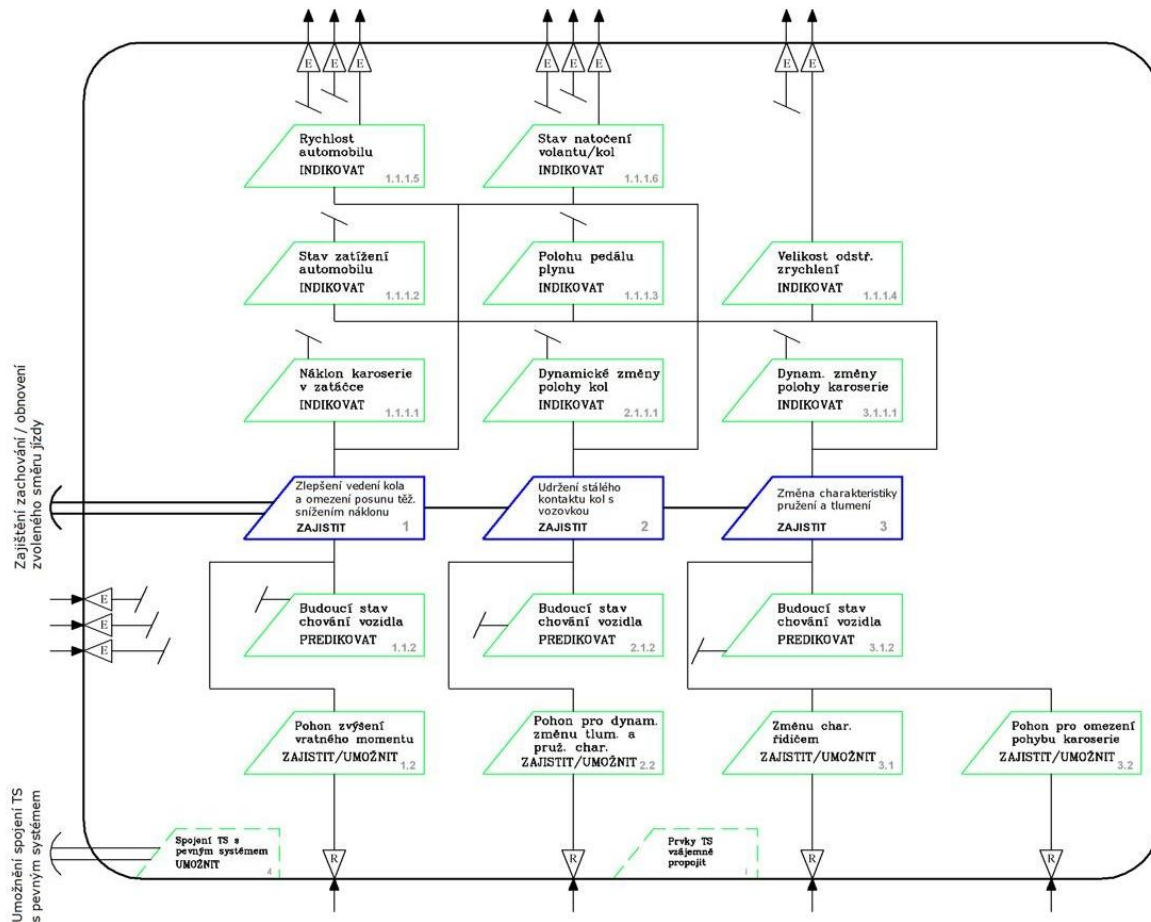 E
E
E
E
E
E
E
E
Rychlost
automobilu
INDIKOVAT
1.1.1.5
Stav natočení
volantu/kol
INDIKOVAT
1.1.1.6
Stav zatížení
automobilu
INDIKOVAT
1.1.1.2
Polohu pedálu
plynu
INDIKOVAT
1.1.1.3
Velikost odstř.
zrychlení
INDIKOVAT
1.1.1.4
Náklon karoserie
v zatáčce
INDIKOVAT
1.1.1.1
Dynamické změny
polohy kol
INDIKOVAT
2.1.1.1
Dynam. změny
polohy karoserie
INDIKOVAT
3.1.1.1
Zajištění zachování / obnovení
zvoleného směru jízdy
Zlepšení vedení kola
a omezení posunu těž.
snížením náklonu
ZAJISTIT
1
Udržení stálého
kontaktu kol s
vozovkou
ZAJISTIT
2
Změna charakteristiky
pružení a tlumení
ZAJISTIT
3
E
E
E
Budoucí stav
chování vozidla
PREDIKOVAT
1.1.2
Budoucí stav
chování vozidla
PREDIKOVAT
2.1.2
Budoucí stav
chování vozidla
PREDIKOVAT
3.1.2
Pohon zvýšení
vratného momentu
ZAJISTIT/UMOŽNIT
1.2
Pohon pro dynam.
změnu tlum. a
pruž. char.
ZAJISTIT/UMOŽNIT
2.2
Změnu char.
řidičem
ZAJISTIT/UMOŽNIT
3.1
Pohon pro omezení
pohybu karoserie
ZAJISTIT/UMOŽNIT
3.2
Umožnění spojení TS
s pevným systémem
Spojení TS s
pevným systémem
UMOŽNIT
4
Prvky TS
vzájemně
propojit
R
R
R
R